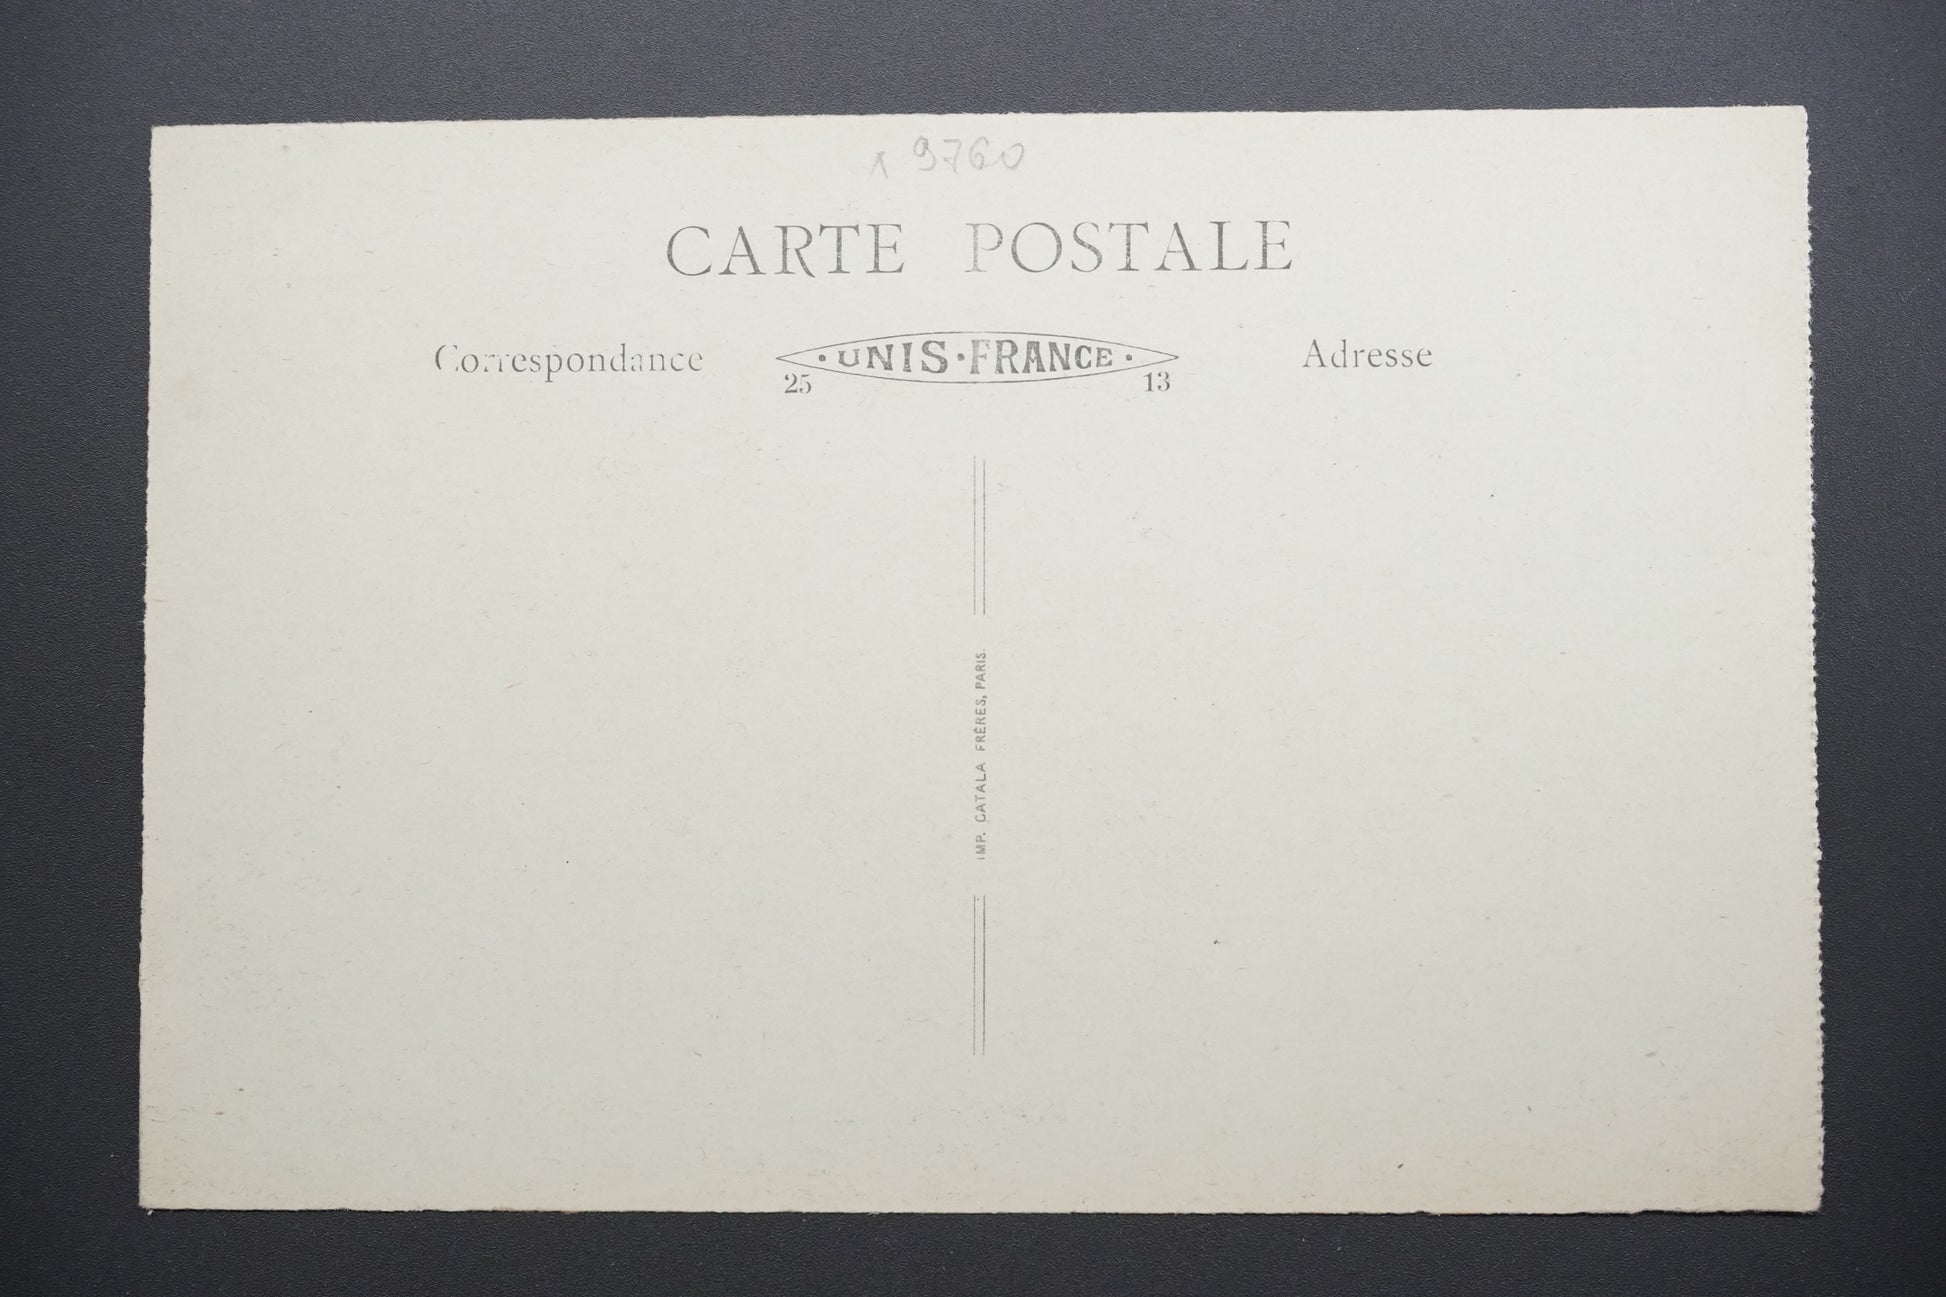 x 9760
CARTE POSTALE
Correspondance
· UNIS · FRANCE ·
25 13
Adresse
IMP. CATALA FRÈRES, PARIS.